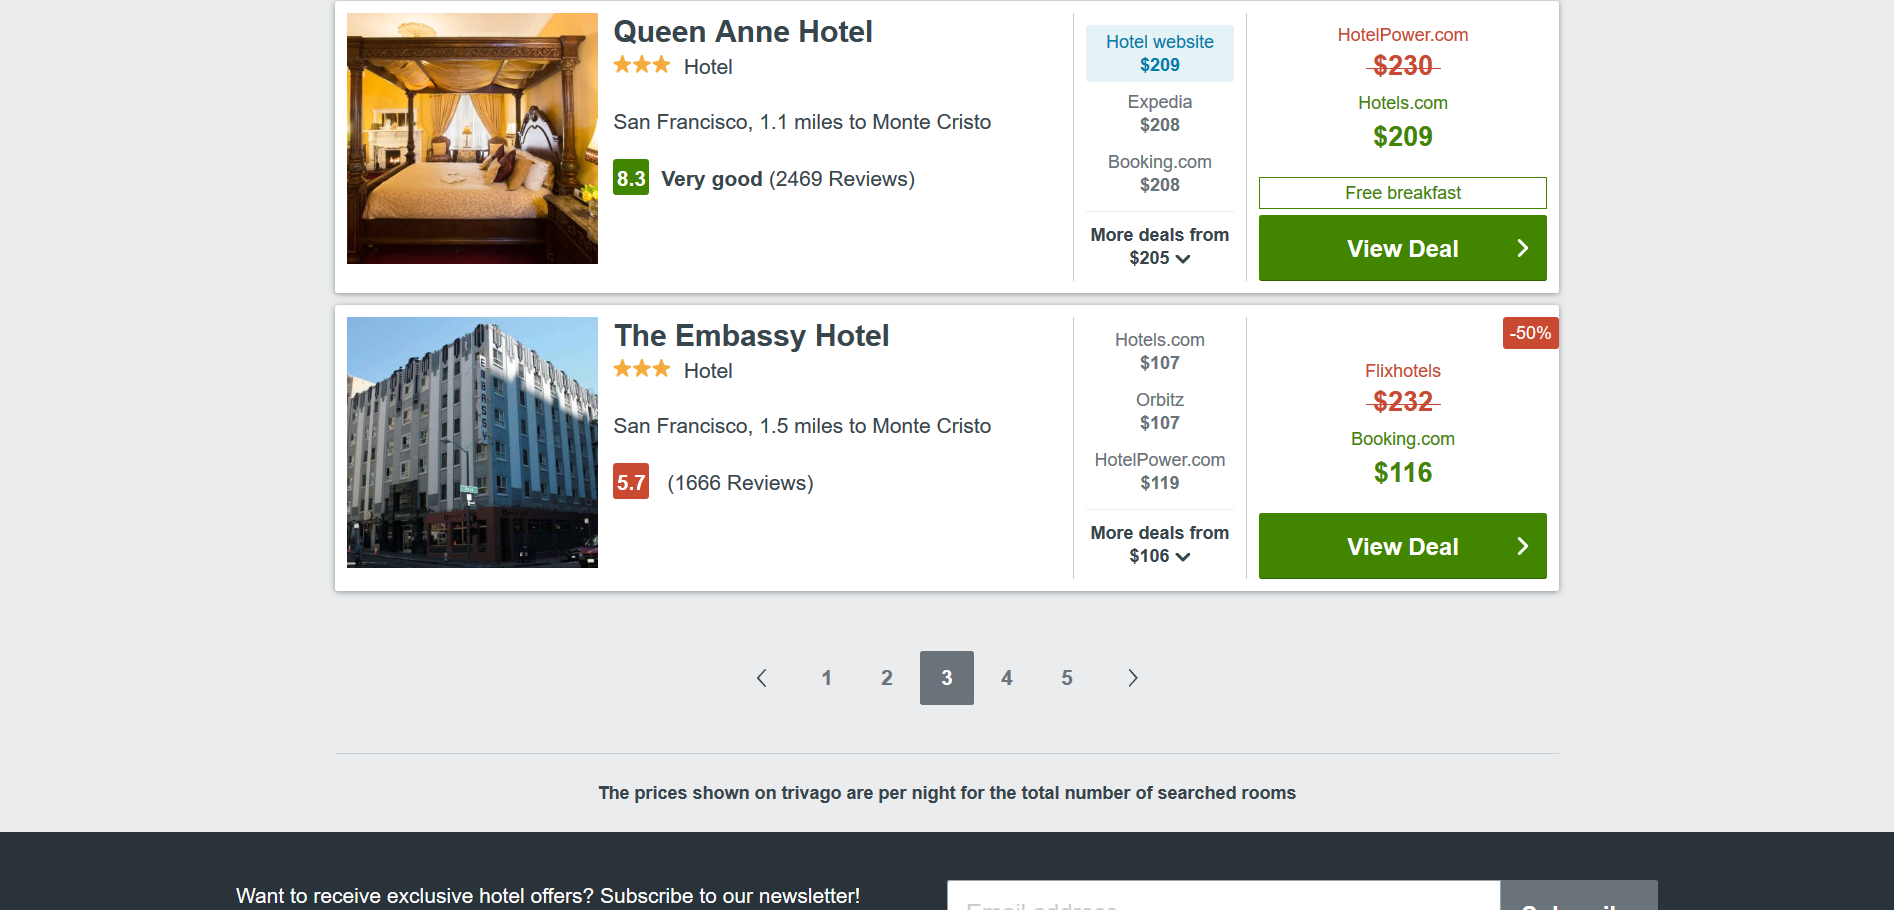 Queen Anne Hotel
Hotel
San Francisco, 1.1 miles to Monte Cristo
8.3 Very good (2469 Reviews)
Hotel website
$209
Expedia
$208
Booking.com
$208
More deals from
$205
HotelPower.com
$230
Hotels.com
$209
Free breakfast
View Deal
The Embassy Hotel
Hotel
San Francisco, 1.5 miles to Monte Cristo
5.7 (1666 Reviews)
EMBASSY
Hotels.com
$107
Orbitz
$107
HotelPower.com
$119
More deals from
$106
-50%
Flixhotels
$232
Booking.com
$116
View Deal
1 2 3 4 5
The prices shown on trivago are per night for the total number of searched rooms
Want to receive exclusive hotel offers? Subscribe to our newsletter!
Email address